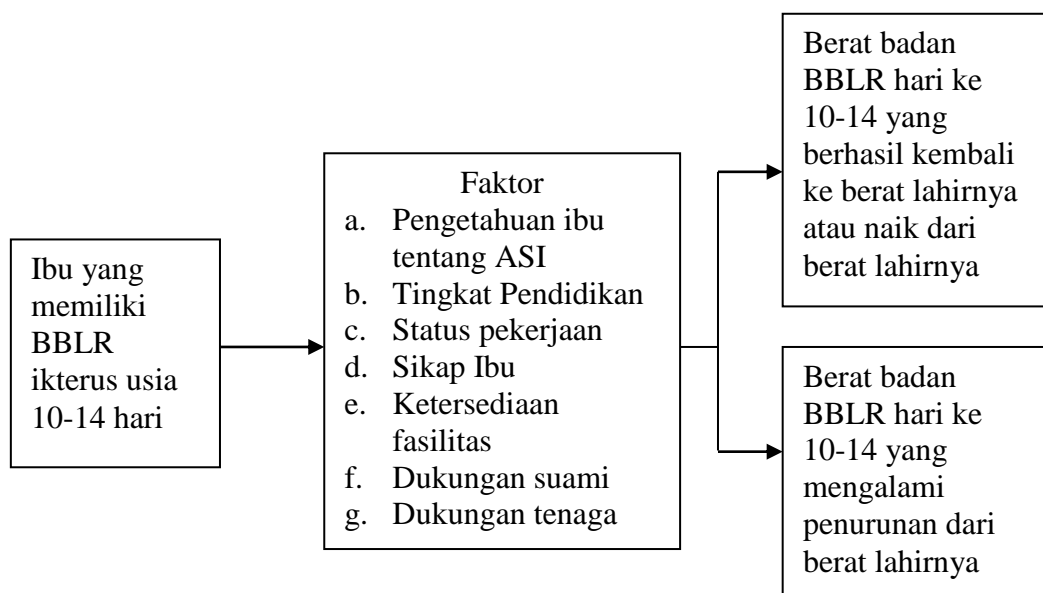 Ibu yang
memiliki
BBLR
ikterus usia
10-14 hari
Faktor
a. Pengetahuan ibu
tentang ASI
b. Tingkat Pendidikan
c. Status pekerjaan
d. Sikap Ibu
e. Ketersediaan
fasilitas
f. Dukungan suami
g. Dukungan tenaga
Berat badan
BBLR hari ke
10-14 yang
berhasil kembali
ke berat lahirnya
atau naik dari
berat lahirnya
Berat badan
BBLR hari ke
10-14 yang
mengalami
penurunan dari
berat lahirnya